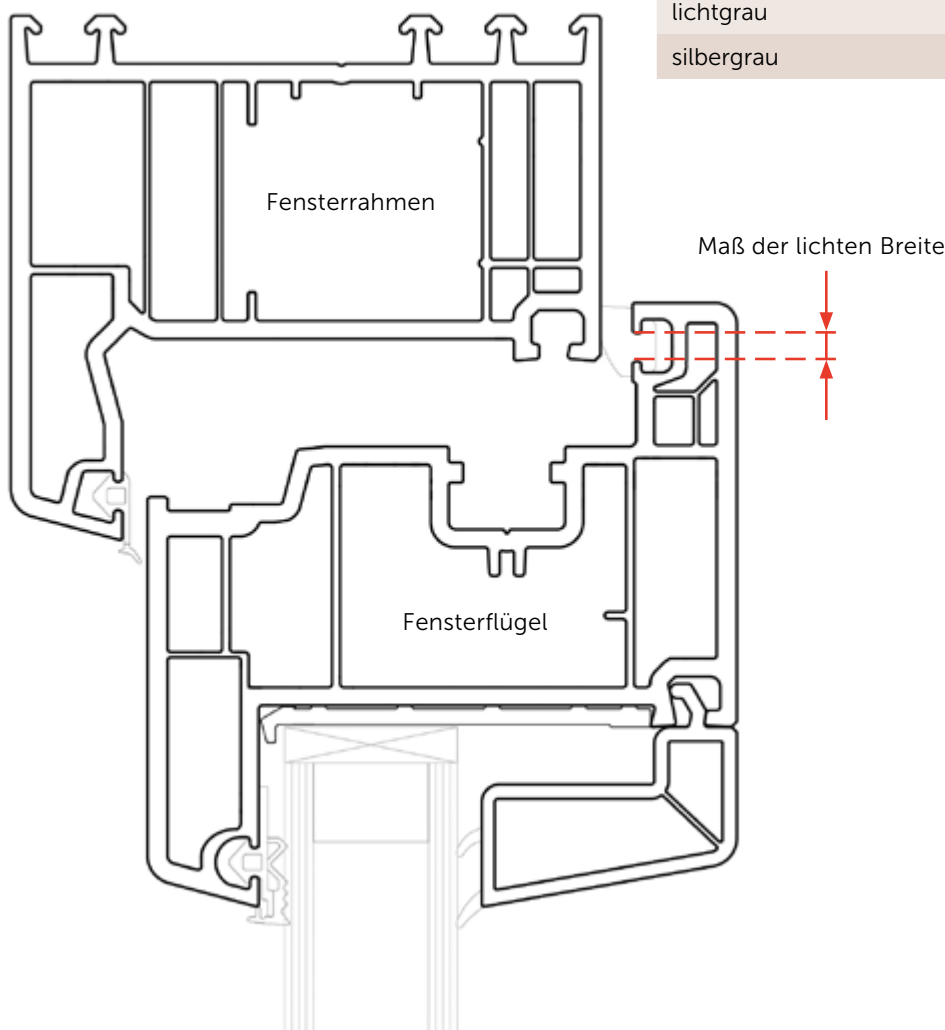 lichtgrau
silbergrau
Fensterrahmen
Maß der lichten Breite
Fensterflügel